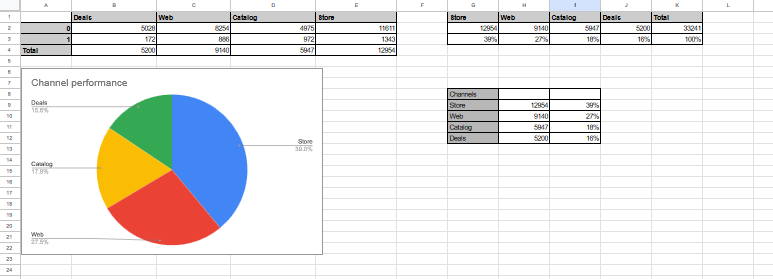 A B C D E F G H I J K L
1 Deals Web Catalog Store Store Web Catalog Deals Total
2 0 5028 8254 4975 11611 12954 9140 5947 5200 33241
3 1 172 886 972 1343 39% 27% 18% 16% 100%
4 Total 5200 9140 5947 12954
5
6
7
Channel performance
8 Channels
9 Store 12954 39%
10 Web 9140 27%
11 Catalog 5947 18%
12 Deals 5200 16%
13
14
15
16
17
18
19
20
21
22
23
24
Deals
15.6%
Store
39.0%
Catalog
17.9%
Web
27.5%